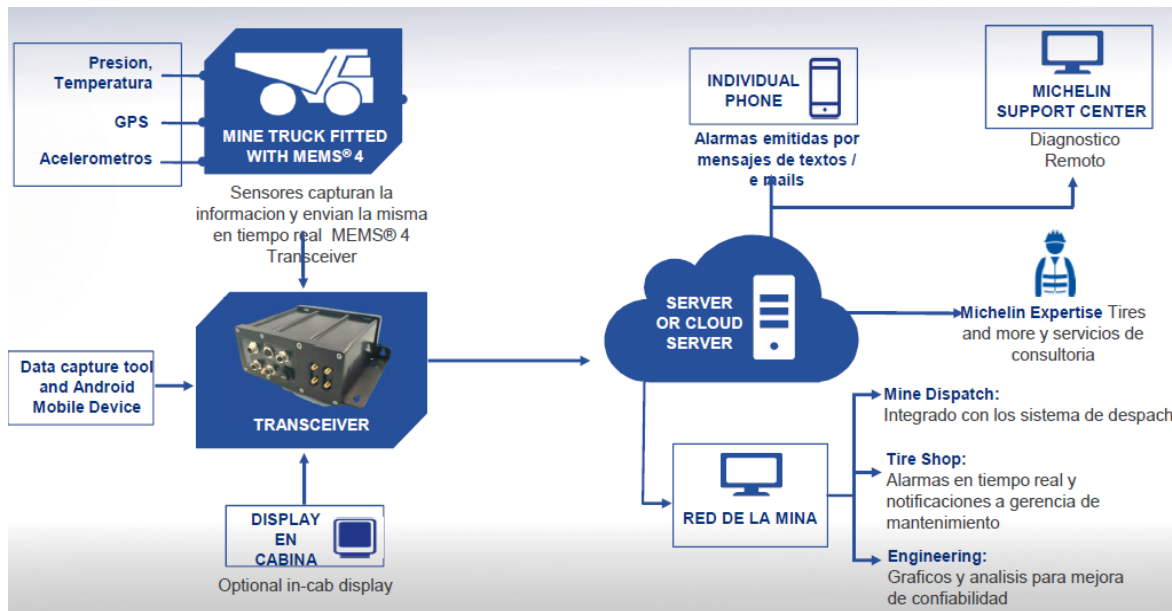 Presion,
Temperatura
GPS
Acelerometros
MINE TRUCK FITTED
WITH MEMS® 4
Sensores capturan la
informacion y envian la misma
en tiempo real MEMS® 4
Transceiver
Data capture tool
and Android
Mobile Device
TRANSCEIVER
DISPLAY
EN
CABINA
Optional in-cab display
INDIVIDUAL
PHONE
Alarmas emitidas por
mensajes de textos /
e mails
MICHELIN
SUPPORT CENTER
Diagnostico
Remoto
SERVER
OR CLOUD
SERVER
Michelin Expertise Tires
and more y servicios de
consultoria
RED DE LA MINA
Mine Dispatch:
Integrado con los sistema de despach
Tire Shop:
Alarmas en tiempo real y
notificaciones a gerencia de
mantenimiento
Engineering:
Graficos y analisis para mejora
de confiabilidad